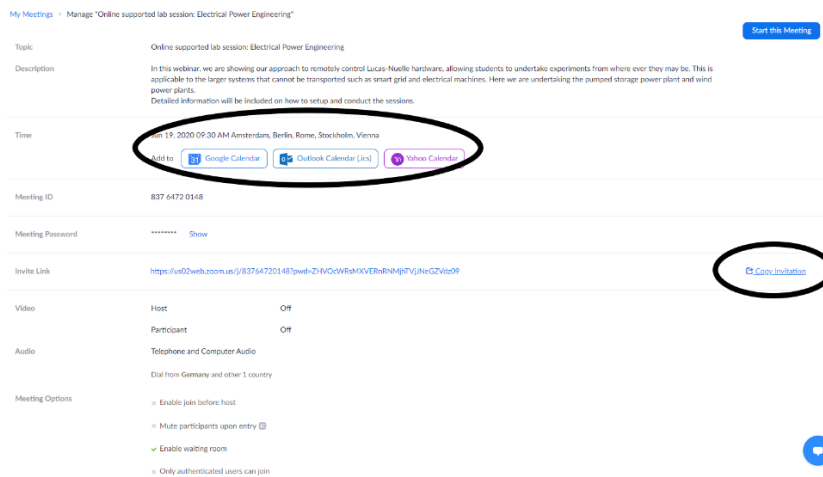 My Meetings > Manage "Online supported lab session: Electrical Power Engineering"
Start this Meeting
Topic
Online supported lab session: Electrical Power Engineering
Description
In this webinar, we are showing our approach to remotely control Lucas-Nuelle hardware, allowing students to undertake experiments from where ever they may be. This is
applicable to the larger systems that cannot be transported such as smart grid and electrical machines. Here we are undertaking the pumped storage power plant and wind
power plants.
Detailed information will be included on how to setup and conduct the sessions.
Time
Jun 19, 2020 09:30 AM Amsterdam, Berlin, Rome, Stockholm, Vienna
Add to 31 Google Calendar Outlook Calendar (.ics) Yahoo Calendar
Meeting ID
837 6472 0148
Meeting Password
******** Show
Invite Link
https://us02web.zoom.us/j/83764720148?pwd=ZHVOcWRsMXVERnRNMjhTVjJNeGZVdz09
Copy Invitation
Video
Host Off
Participant Off
Audio
Telephone and Computer Audio
Dial from Germany and other 1 country
Meeting Options
× Enable join before host
× Mute participants upon entry
✓ Enable waiting room
× Only authenticated users can join